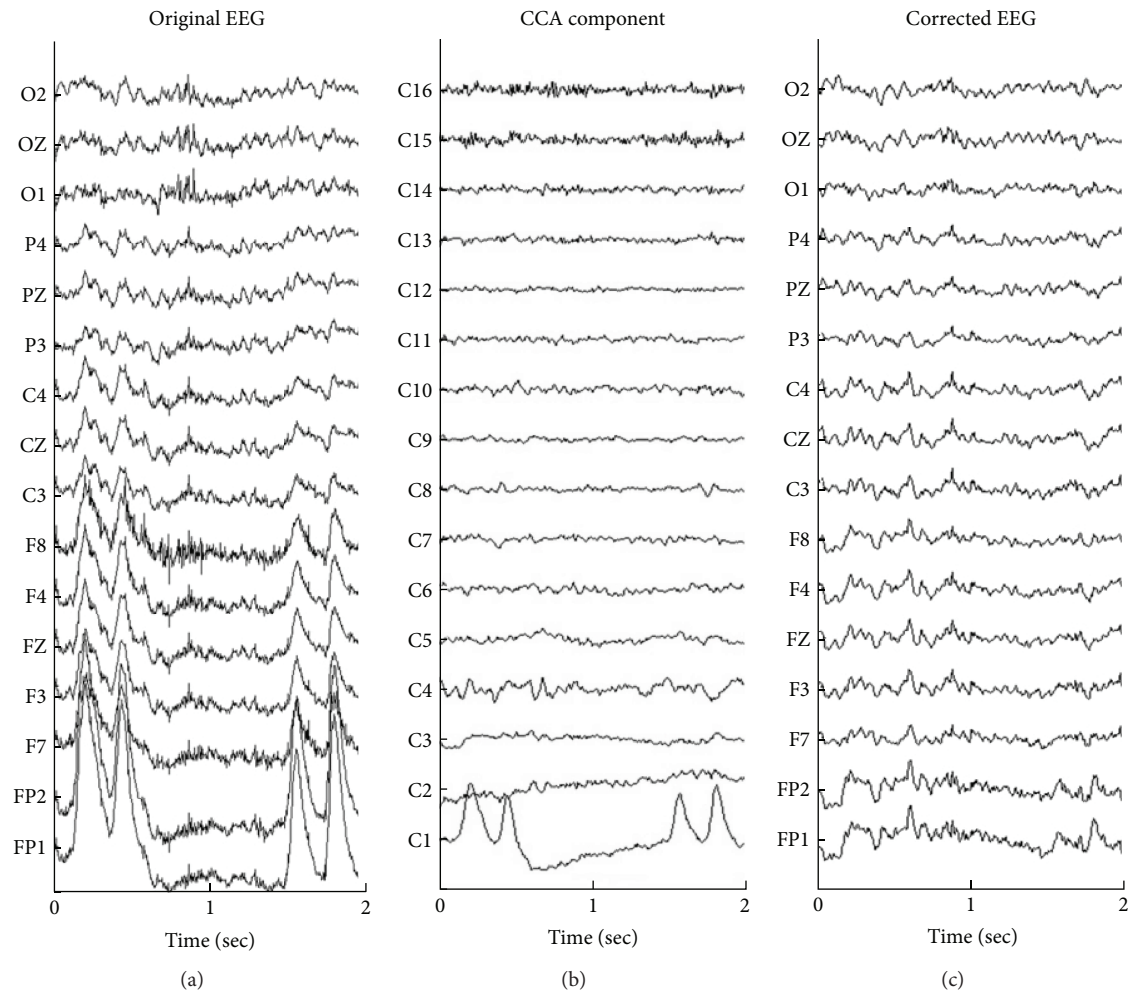 Original EEG
O2
OZ
O1
P4
PZ
P3
C4
CZ
C3
F8
F4
FZ
F3
F7
FP2
FP1
0
1
2
Time (sec)
(a)
CCA component
C16
C15
C14
C13
C12
C11
C10
C9
C8
C7
C6
C5
C4
C3
C2
C1
0
1
2
Time (sec)
(b)
Corrected EEG
O2
OZ
O1
P4
PZ
P3
C4
CZ
C3
F8
F4
FZ
F3
F7
FP2
FP1
0
1
2
Time (sec)
(c)